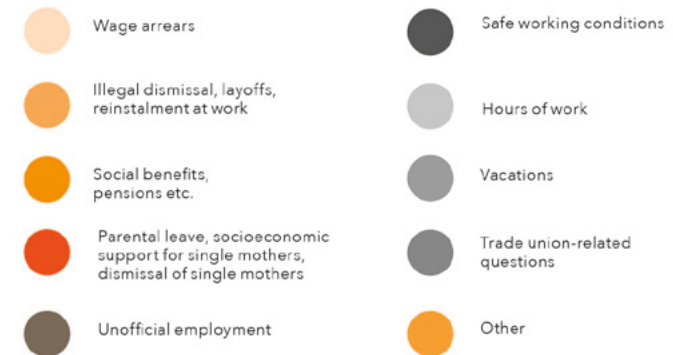 Wage arrears
Illegal dismissal, layoffs,
reinstalment at work
Social benefits,
pensions etc.
Parental leave, socioeconomic
support for single mothers,
dismissal of single mothers
Unofficial employment
Safe working conditions
Hours of work
Vacations
Trade union-related
questions
Other